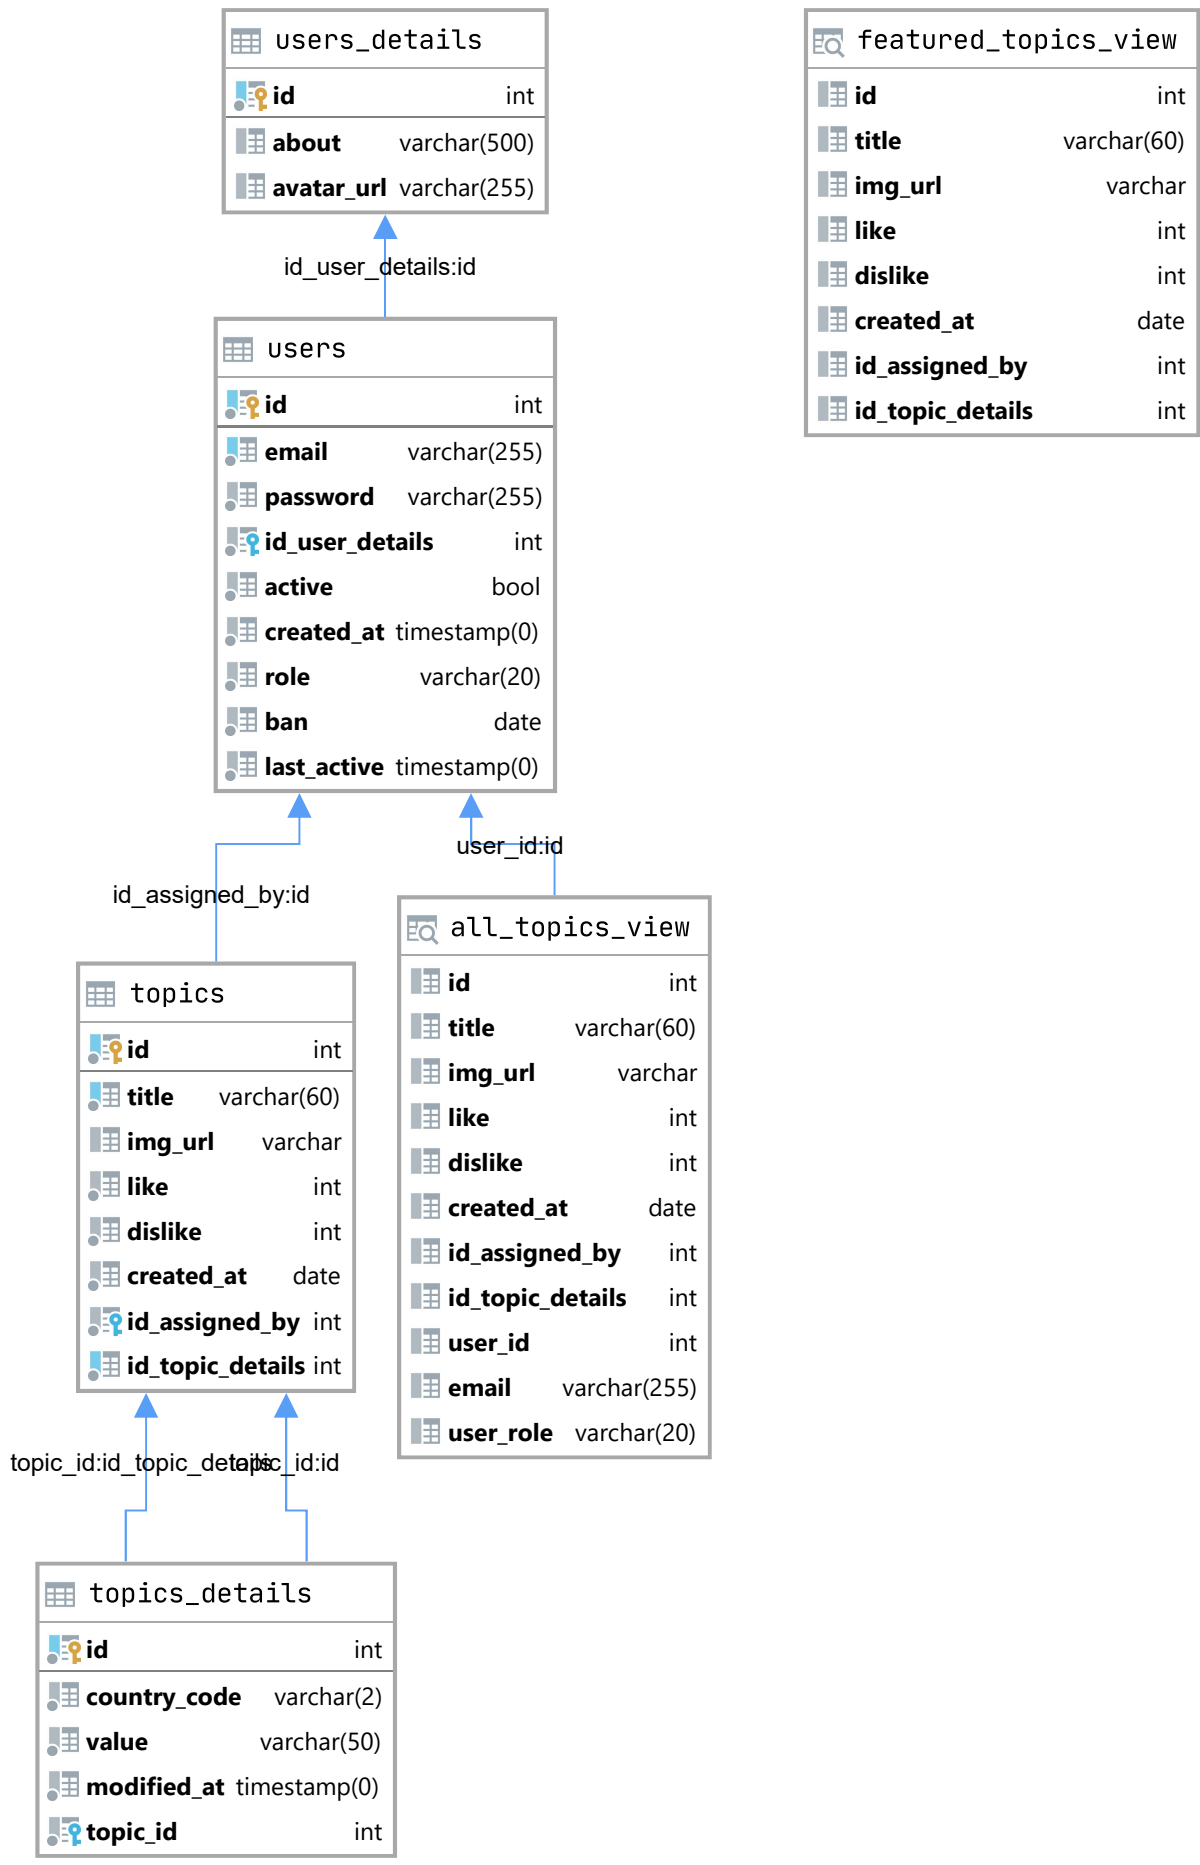 users_details
id int
about varchar(500)
avatar_url varchar(255)
id_user_details:id
users
id int
email varchar(255)
password varchar(255)
id_user_details int
active bool
created_at timestamp(0)
role varchar(20)
ban date
last_active timestamp(0)
id_assigned_by:id
user_id:id
topics
id int
title varchar(60)
img_url varchar
like int
dislike int
created_at date
id_assigned_by int
id_topic_details int
topic_id:id_topic_details
topic_id:id
topics_details
id int
country_code varchar(2)
value varchar(50)
modified_at timestamp(0)
topic_id int
all_topics_view
id int
title varchar(60)
img_url varchar
like int
dislike int
created_at date
id_assigned_by int
id_topic_details int
user_id int
email varchar(255)
user_role varchar(20)
featured_topics_view
id int
title varchar(60)
img_url varchar
like int
dislike int
created_at date
id_assigned_by int
id_topic_details int